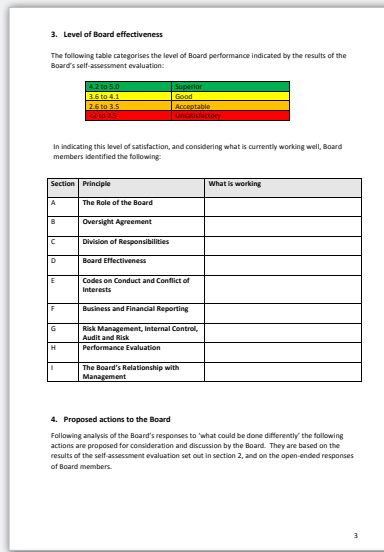 3. Level of Board effectiveness
The following table categorises the level of Board performance indicated by the results of the
Board's self-assessment evaluation:
4.2 to 5.0 Superior
3.6 to 4.1 Good
2.6 to 3.5 Acceptable
<2 to 2.5 Unsatisfactory
In indicating this level of satisfaction, and considering what is currently working well, Board
members identified the following:
Section Principle What is working
A The Role of the Board
B Oversight Agreement
C Division of Responsibilities
D Board Effectiveness
E Codes on Conduct and Conflict of
Interests
F Business and Financial Reporting
G Risk Management, Internal Control,
Audit and Risk
H Performance Evaluation
I The Board's Relationship with
Management
4. Proposed actions to the Board
Following analysis of the Board's responses to 'what could be done differently' the following
actions are proposed for consideration and discussion by the Board. They are based on the
results of the self-assessment evaluation set out in section 2, and on the open-ended responses
of Board members.
3